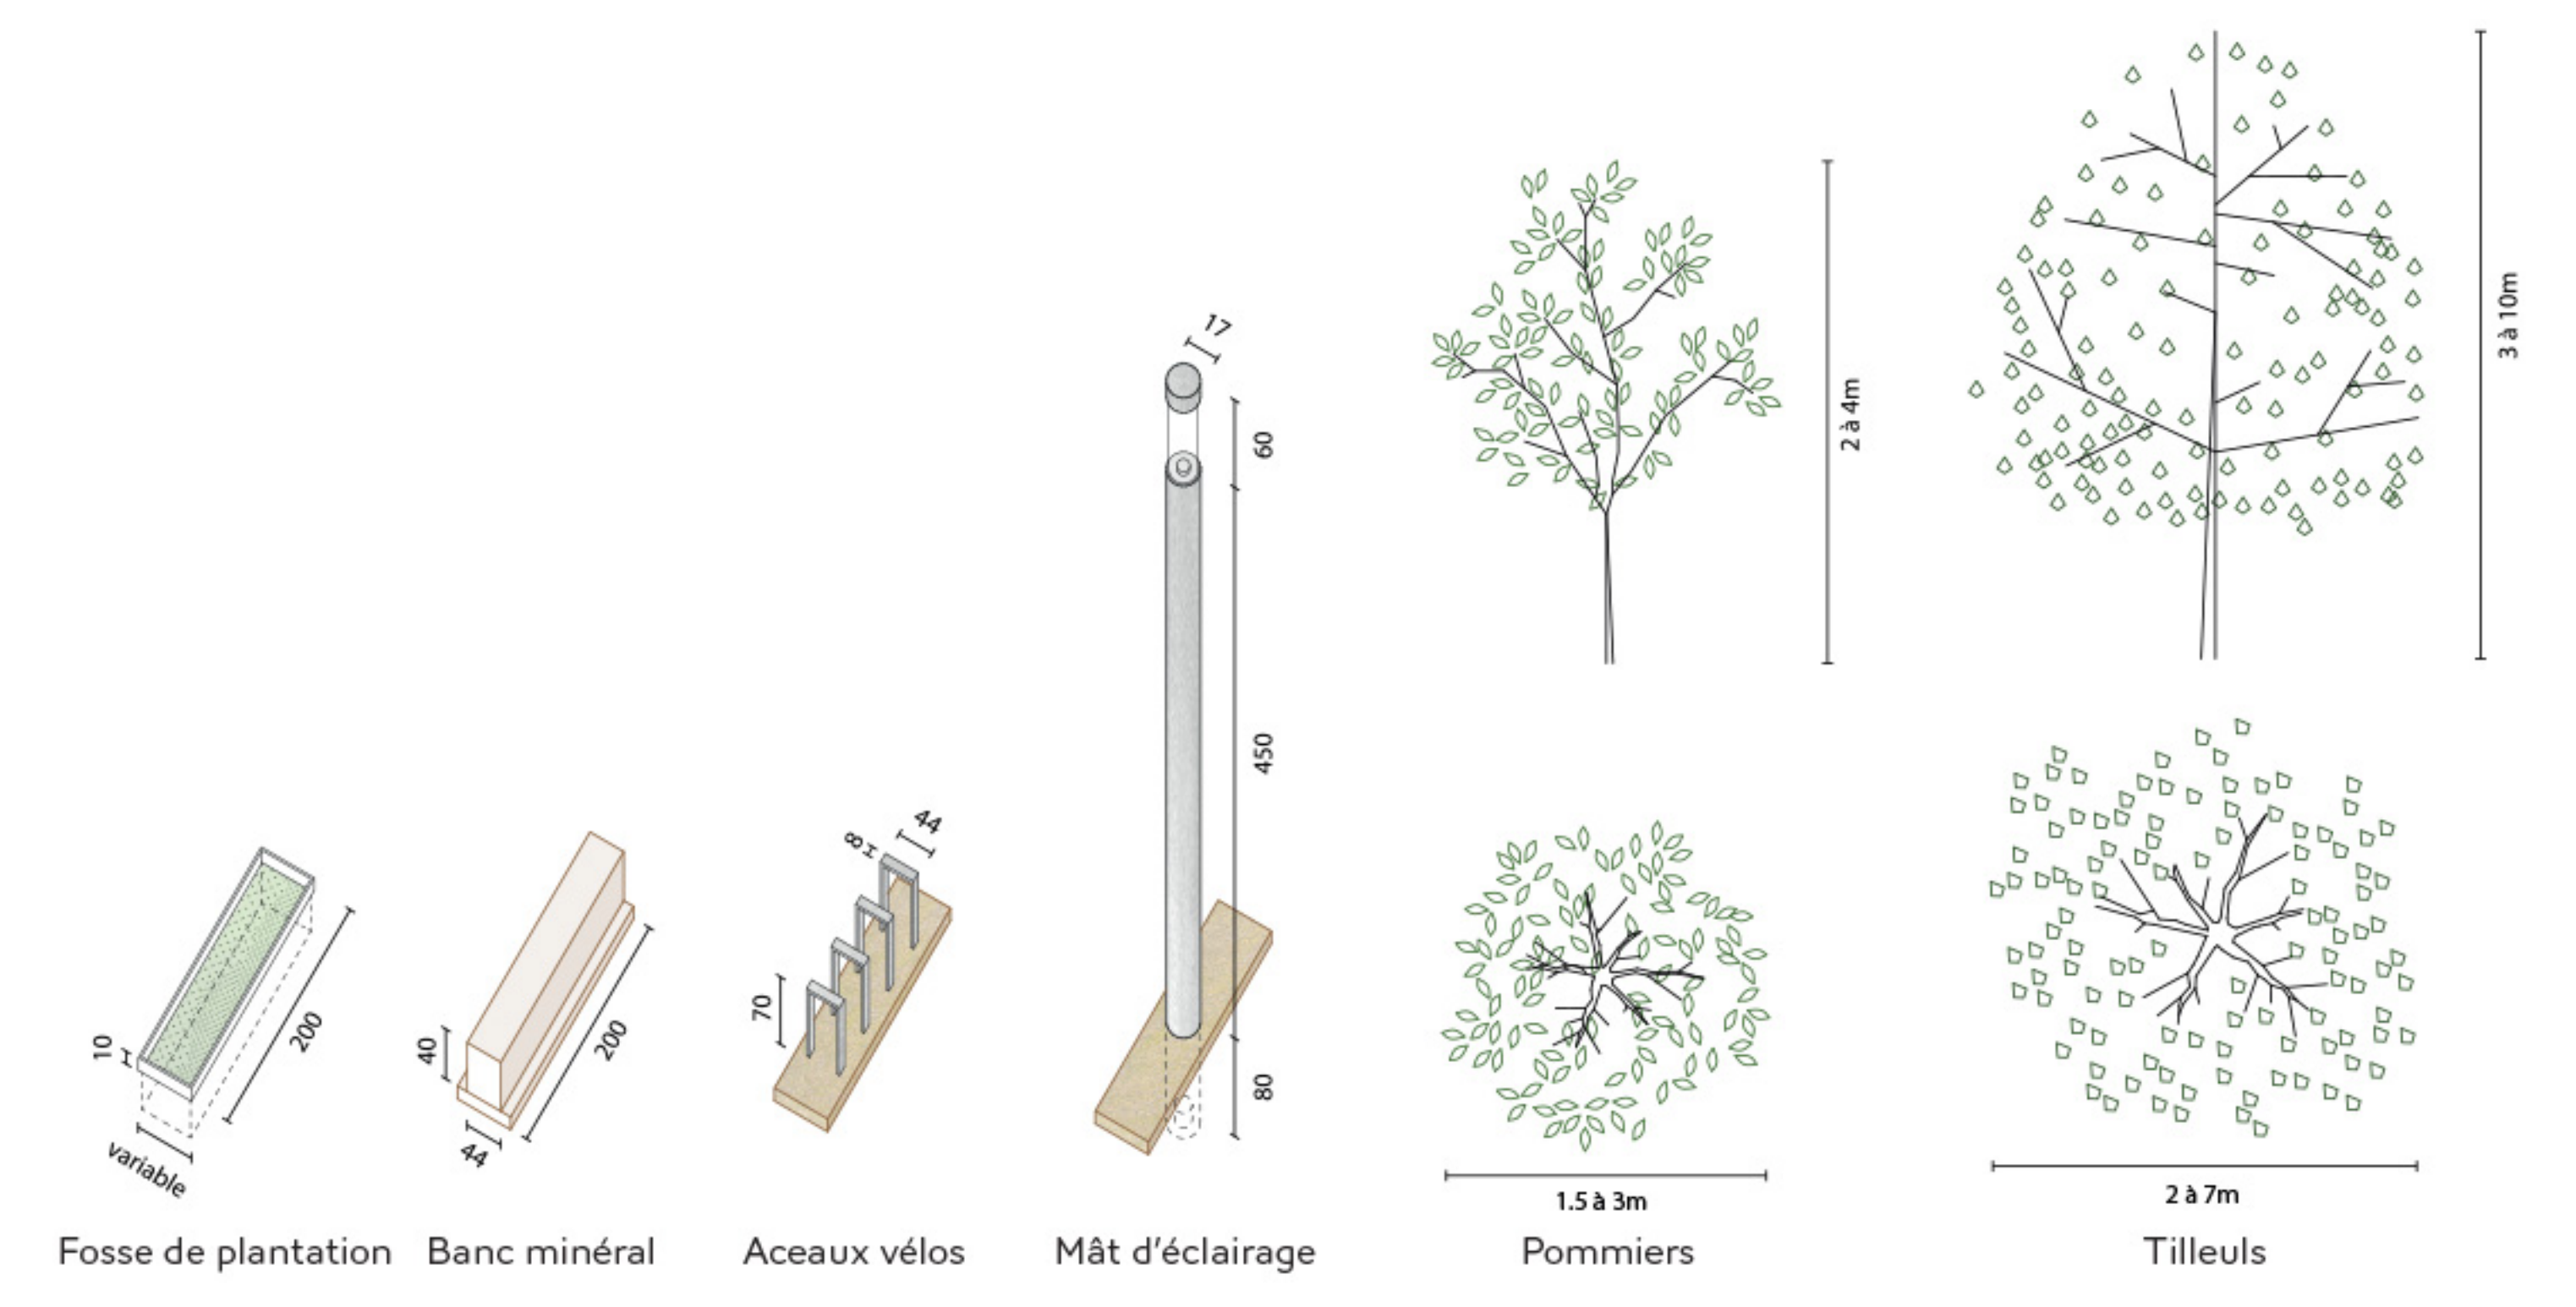 10
200
variable
Fosse de plantation
40
200
44
Banc minéral
70
8
44
Aceaux vélos
17
60
450
80
Mât d'éclairage
2 à 4m
1.5 à 3m
Pommiers
3 à 10m
2 à 7m
Tilleuls